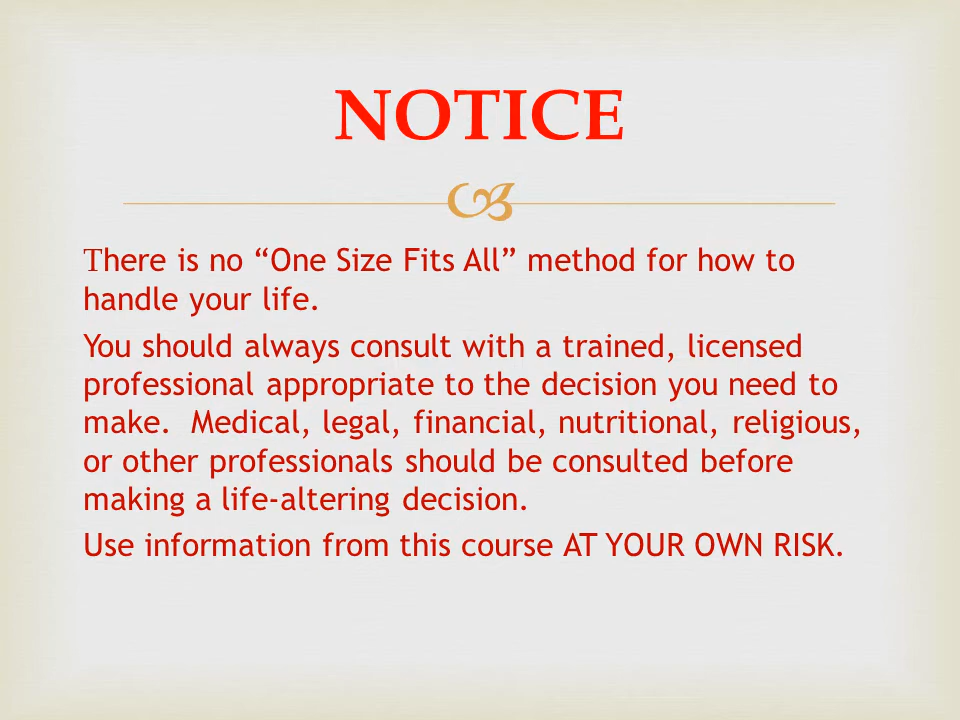 NOTICE
There is no “One Size Fits All” method for how to
handle your life.
You should always consult with a trained, licensed
professional appropriate to the decision you need to
make.  Medical, legal, financial, nutritional, religious,
or other professionals should be consulted before
making a life-altering decision.
Use information from this course AT YOUR OWN RISK.